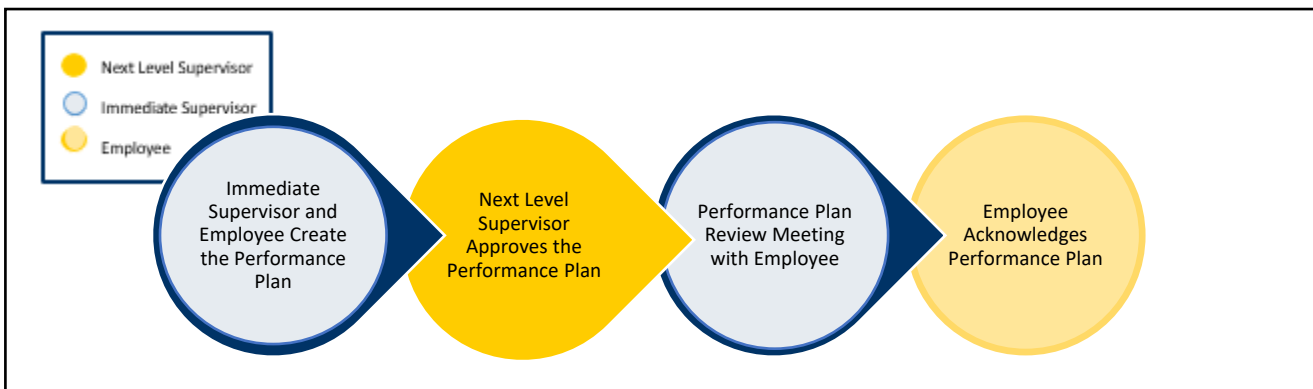 Next Level Supervisor
Immediate Supervisor
Employee
Immediate
Supervisor and
Employee Create
the Performance
Plan
Next Level
Supervisor
Approves the
Performance Plan
Performance Plan
Review Meeting
with Employee
Employee
Acknowledges
Performance Plan